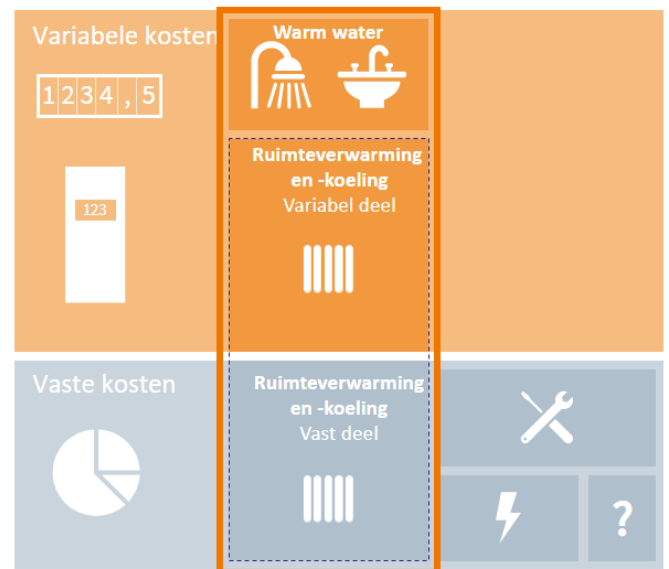 Variabele kosten
1234,5
123
Warm water
Ruimteverwarming
en -koeling
Variabel deel
Vaste kosten
Ruimteverwarming
en -koeling
Vast deel
?